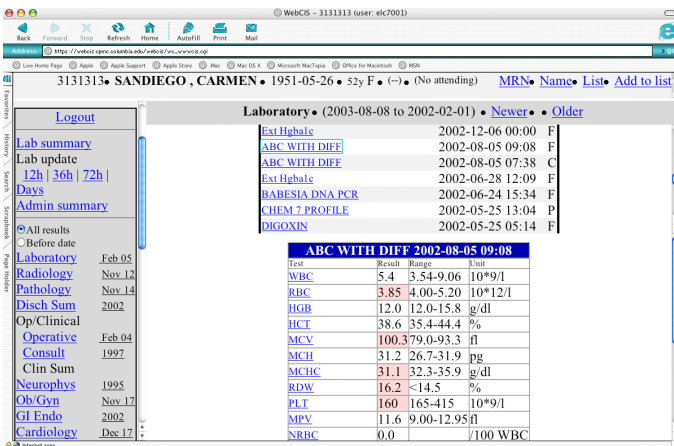 WebCIS - 3131313 (user: elc7001)
Back Forward Stop Refresh Home AutoFill Print Mail
Address: https://webcis.cpmc.columbia.edu/webcis/wc_wwwcis.cgi
Live Home Page Apple Apple Support Apple Store .Mac Mac OS X Microsoft MacTopia Office for Macintosh MSN
3131313• SANDIEGO , CARMEN • 1951-05-26 • 52y F • (--)• (No attending) MRN• Name• List• Add to list
Favorites
History
Search
Scrapbook
Page Holder
Logout
Lab summary
Lab update
12h | 36h | 72h |
Days
Admin summary
All results
Before date
Laboratory Feb 05
Radiology Nov 12
Pathology Nov 14
Disch Sum 2002
Op/Clinical
Operative Feb 04
Consult 1997
Clin Sum
Neurophys 1995
Ob/Gyn Nov 17
GI Endo 2002
Cardiology Dec 17
Laboratory • (2003-08-08 to 2002-02-01) • Newer• • Older
Ext Hgba1c 2002-12-06 00:00 F
ABC WITH DIFF 2002-08-05 09:08 F
ABC WITH DIFF 2002-08-05 07:38 C
Ext Hgba1c 2002-06-28 12:09 F
BABESIA DNA PCR 2002-06-24 15:34 F
CHEM 7 PROFILE 2002-05-25 13:04 P
DIGOXIN 2002-05-25 05:14 F
ABC WITH DIFF 2002-08-05 09:08
Test Result Range Unit
WBC 5.4 3.54-9.06 10*9/l
RBC 3.85 4.00-5.20 10*12/l
HGB 12.0 12.0-15.8 g/dl
HCT 38.6 35.4-44.4 %
MCV 100.3 79.0-93.3 fl
MCH 31.2 26.7-31.9 pg
MCHC 31.1 32.3-35.9 g/dl
RDW 16.2 <14.5 %
PLT 160 165-415 10*9/l
MPV 11.6 9.00-12.95 fl
NRBC 0.0 /100 WBC